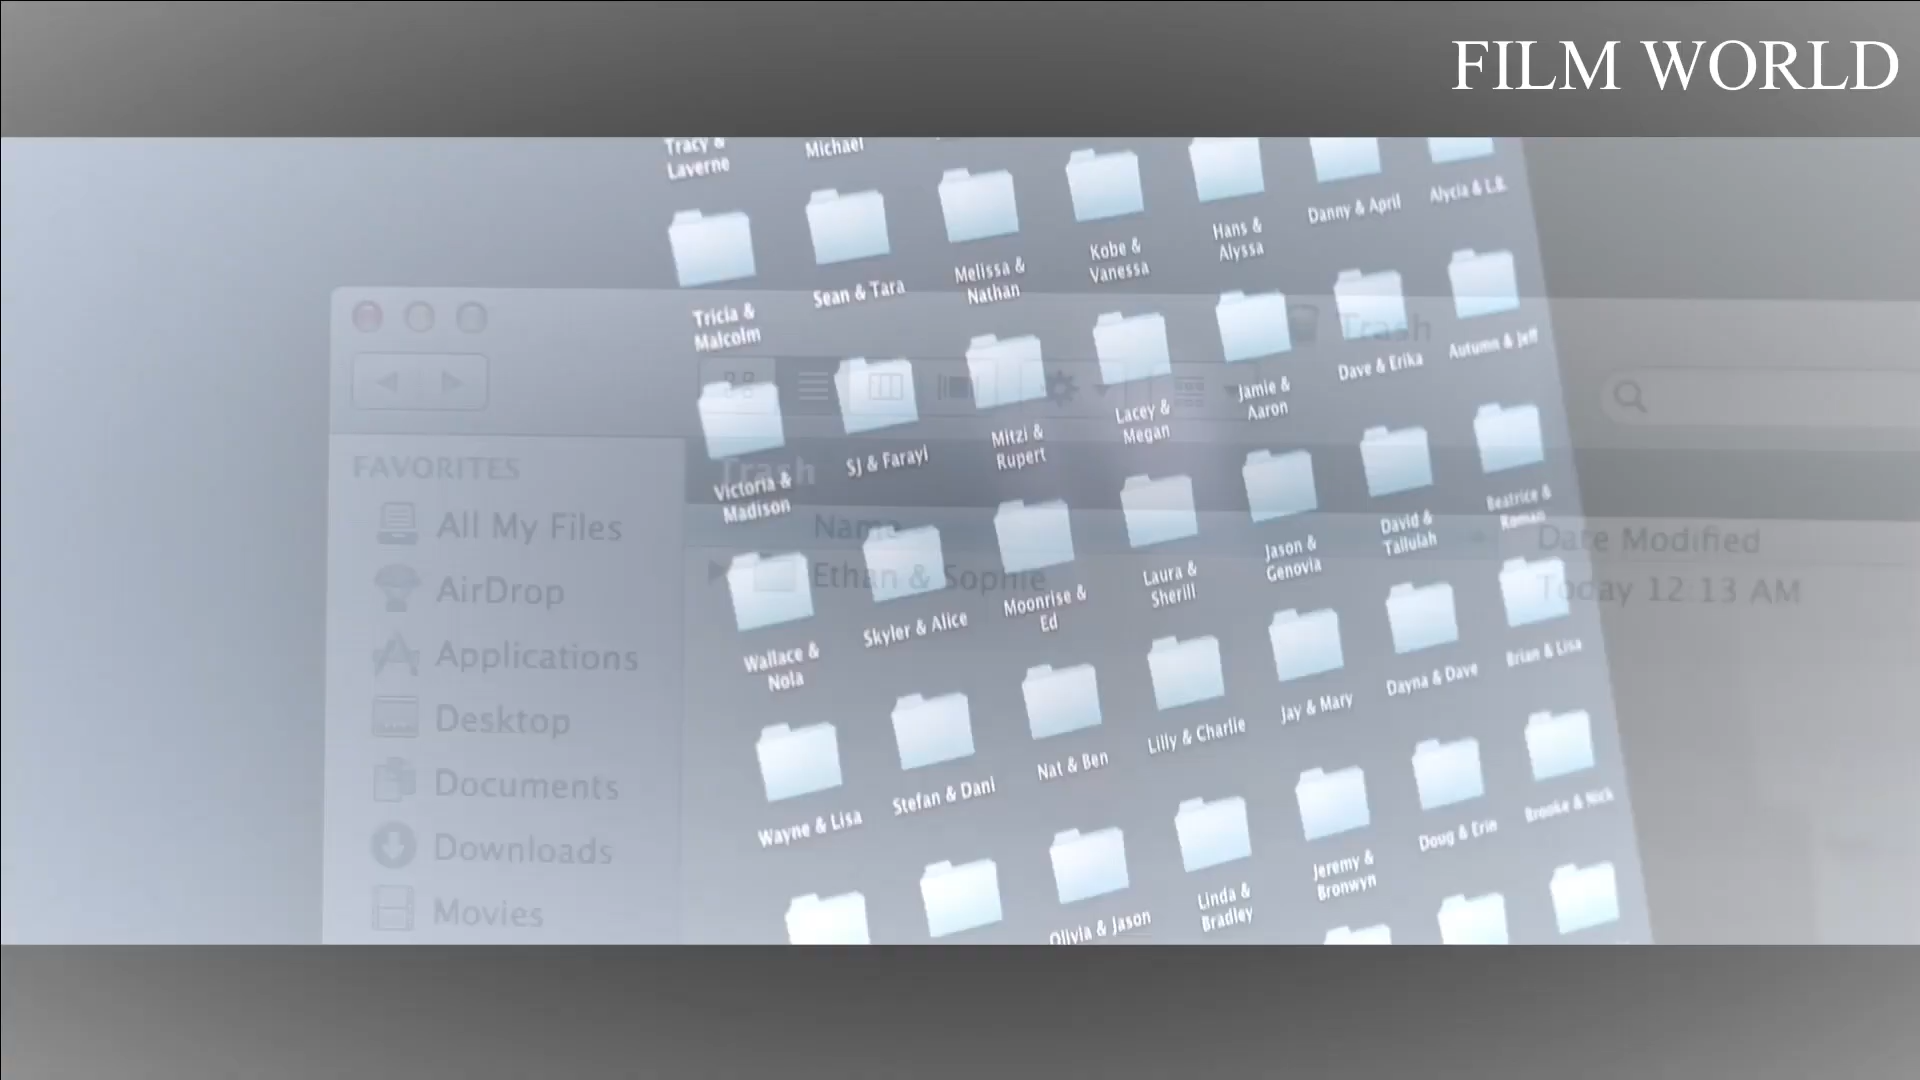 FILM WORLD
Tracy &
Laverne
Michael
Tricia &
Malcolm
Sean & Tara
Melissa &
Nathan
Kobe &
Vanessa
Hans &
Alyssa
Danny & April
Alycia & L.B.
Victoria &
Madison
SJ & Farayi
Mitzi &
Rupert
Lacey &
Megan
Jamie &
Aaron
Dave & Erika
Autumn & Jeff
Wallace &
Nola
Skyler & Alice
Moonrise &
Ed
Laura &
Sherill
Jason &
Genovia
David &
Tallulah
Beatrice &
Roman
Wayne & Lisa
Stefan & Dani
Nat & Ben
Lilly & Charlie
Jay & Mary
Dayna & Dave
Brian & Lisa
Olivia & Jason
Linda &
Bradley
Jeremy &
Bronwyn
Doug & Erin
Brooke & Nick
Trash
Trash
Name
Date Modified
Ethan & Sophie
Today 12:13 AM
FAVORITES
All My Files
AirDrop
Applications
Desktop
Documents
Downloads
Movies